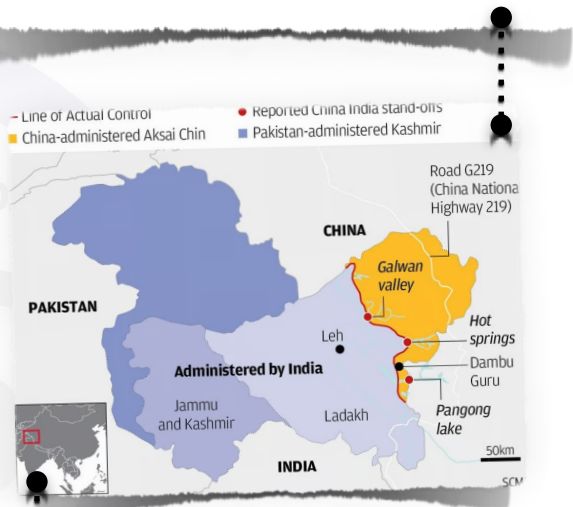 Line of Actual Control
Reported China India stand-offs
China-administered Aksai Chin
Pakistan-administered Kashmir
Road G219
(China Nationa
Highway 219)
CHINA
Galwan
valley
PAKISTAN
Hot
springs
Leh
Dambu
Guru
Administered by India
Jammu
and Kashmir
Ladakh
Pangong
lake
50km
INDIA
SCM